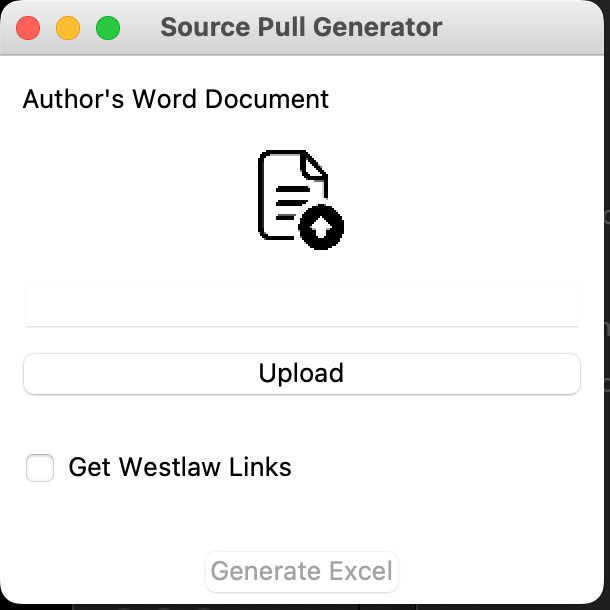 Source Pull Generator
Author's Word Document
Upload
Get Westlaw Links
Generate Excel